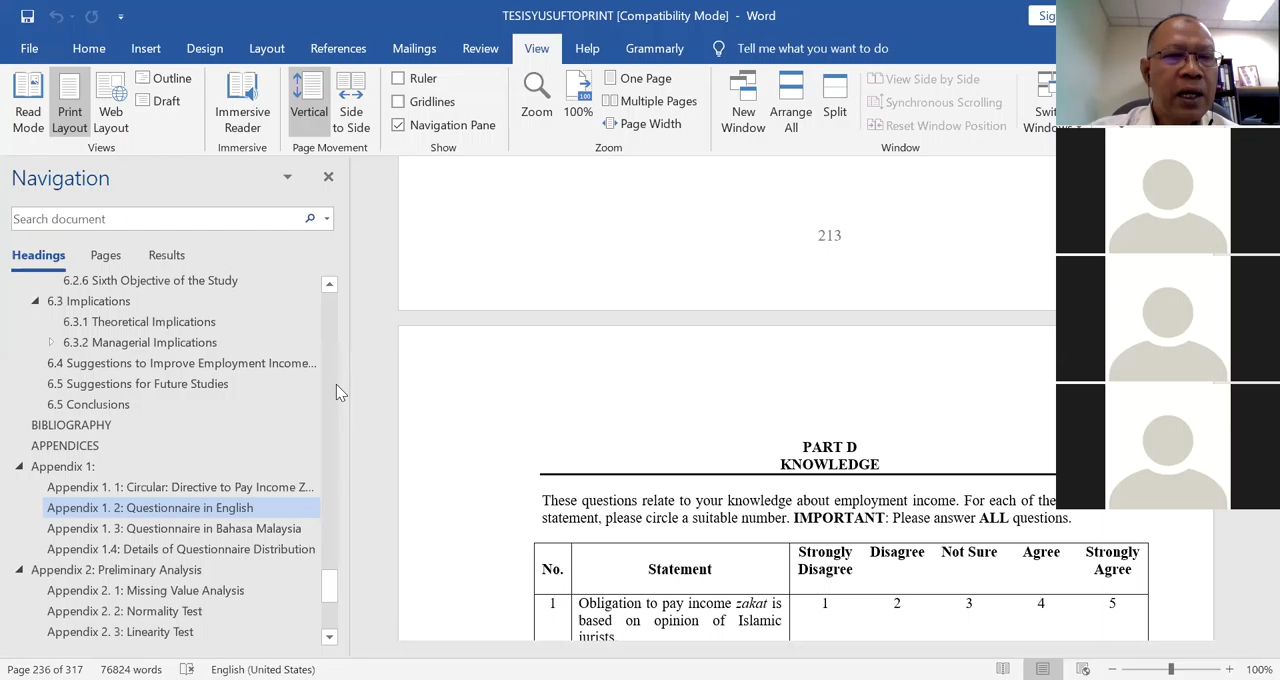 TESISYUSUFTOPRINT [Compatibility Mode] - Word
File Home Insert Design Layout References Mailings Review View Help Grammarly Tell me what you want to do
Read Mode
Print Layout
Web Layout
Outline
Draft
Views
Immersive Reader
Immersive
Vertical
Side to Side
Page Movement
Ruler
Gridlines
Navigation Pane
Show
Zoom
100
100%
One Page
Multiple Pages
Page Width
Zoom
New Window
Arrange All
Split
View Side by Side
Synchronous Scrolling
Reset Window Position
Window
Navigation
Search document
Headings Pages Results
6.2.6 Sixth Objective of the Study
6.3 Implications
6.3.1 Theoretical Implications
6.3.2 Managerial Implications
6.4 Suggestions to Improve Employment Income...
6.5 Suggestions for Future Studies
6.5 Conclusions
BIBLIOGRAPHY
APPENDICES
Appendix 1:
Appendix 1. 1: Circular: Directive to Pay Income Z...
Appendix 1. 2: Questionnaire in English
Appendix 1. 3: Questionnaire in Bahasa Malaysia
Appendix 1.4: Details of Questionnaire Distribution
Appendix 2: Preliminary Analysis
Appendix 2. 1: Missing Value Analysis
Appendix 2. 2: Normality Test
Appendix 2. 3: Linearity Test
213
PART D
KNOWLEDGE
These questions relate to your knowledge about employment income. For each of the
statement, please circle a suitable number. IMPORTANT: Please answer ALL questions.
No. Statement Strongly Disagree Disagree Not Sure Agree Strongly Agree
1 Obligation to pay income zakat is 1 2 3 4 5
based on opinion of Islamic
jurists.
Page 236 of 317 76824 words English (United States) 100%